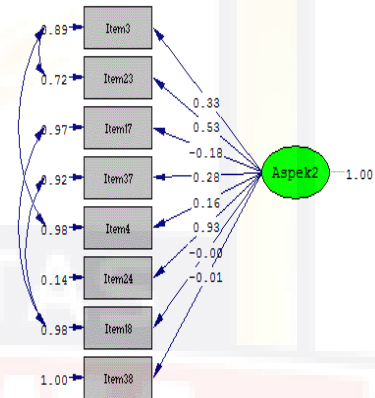 0.89 Item3
0.72 Item23
0.97 Item17
0.92 Item37
0.98 Item4
0.14 Item24
0.98 Item18
1.00 Item38
0.33
0.53
-0.18
0.28
0.16
0.93
-0.00
-0.01
Aspek2
1.00